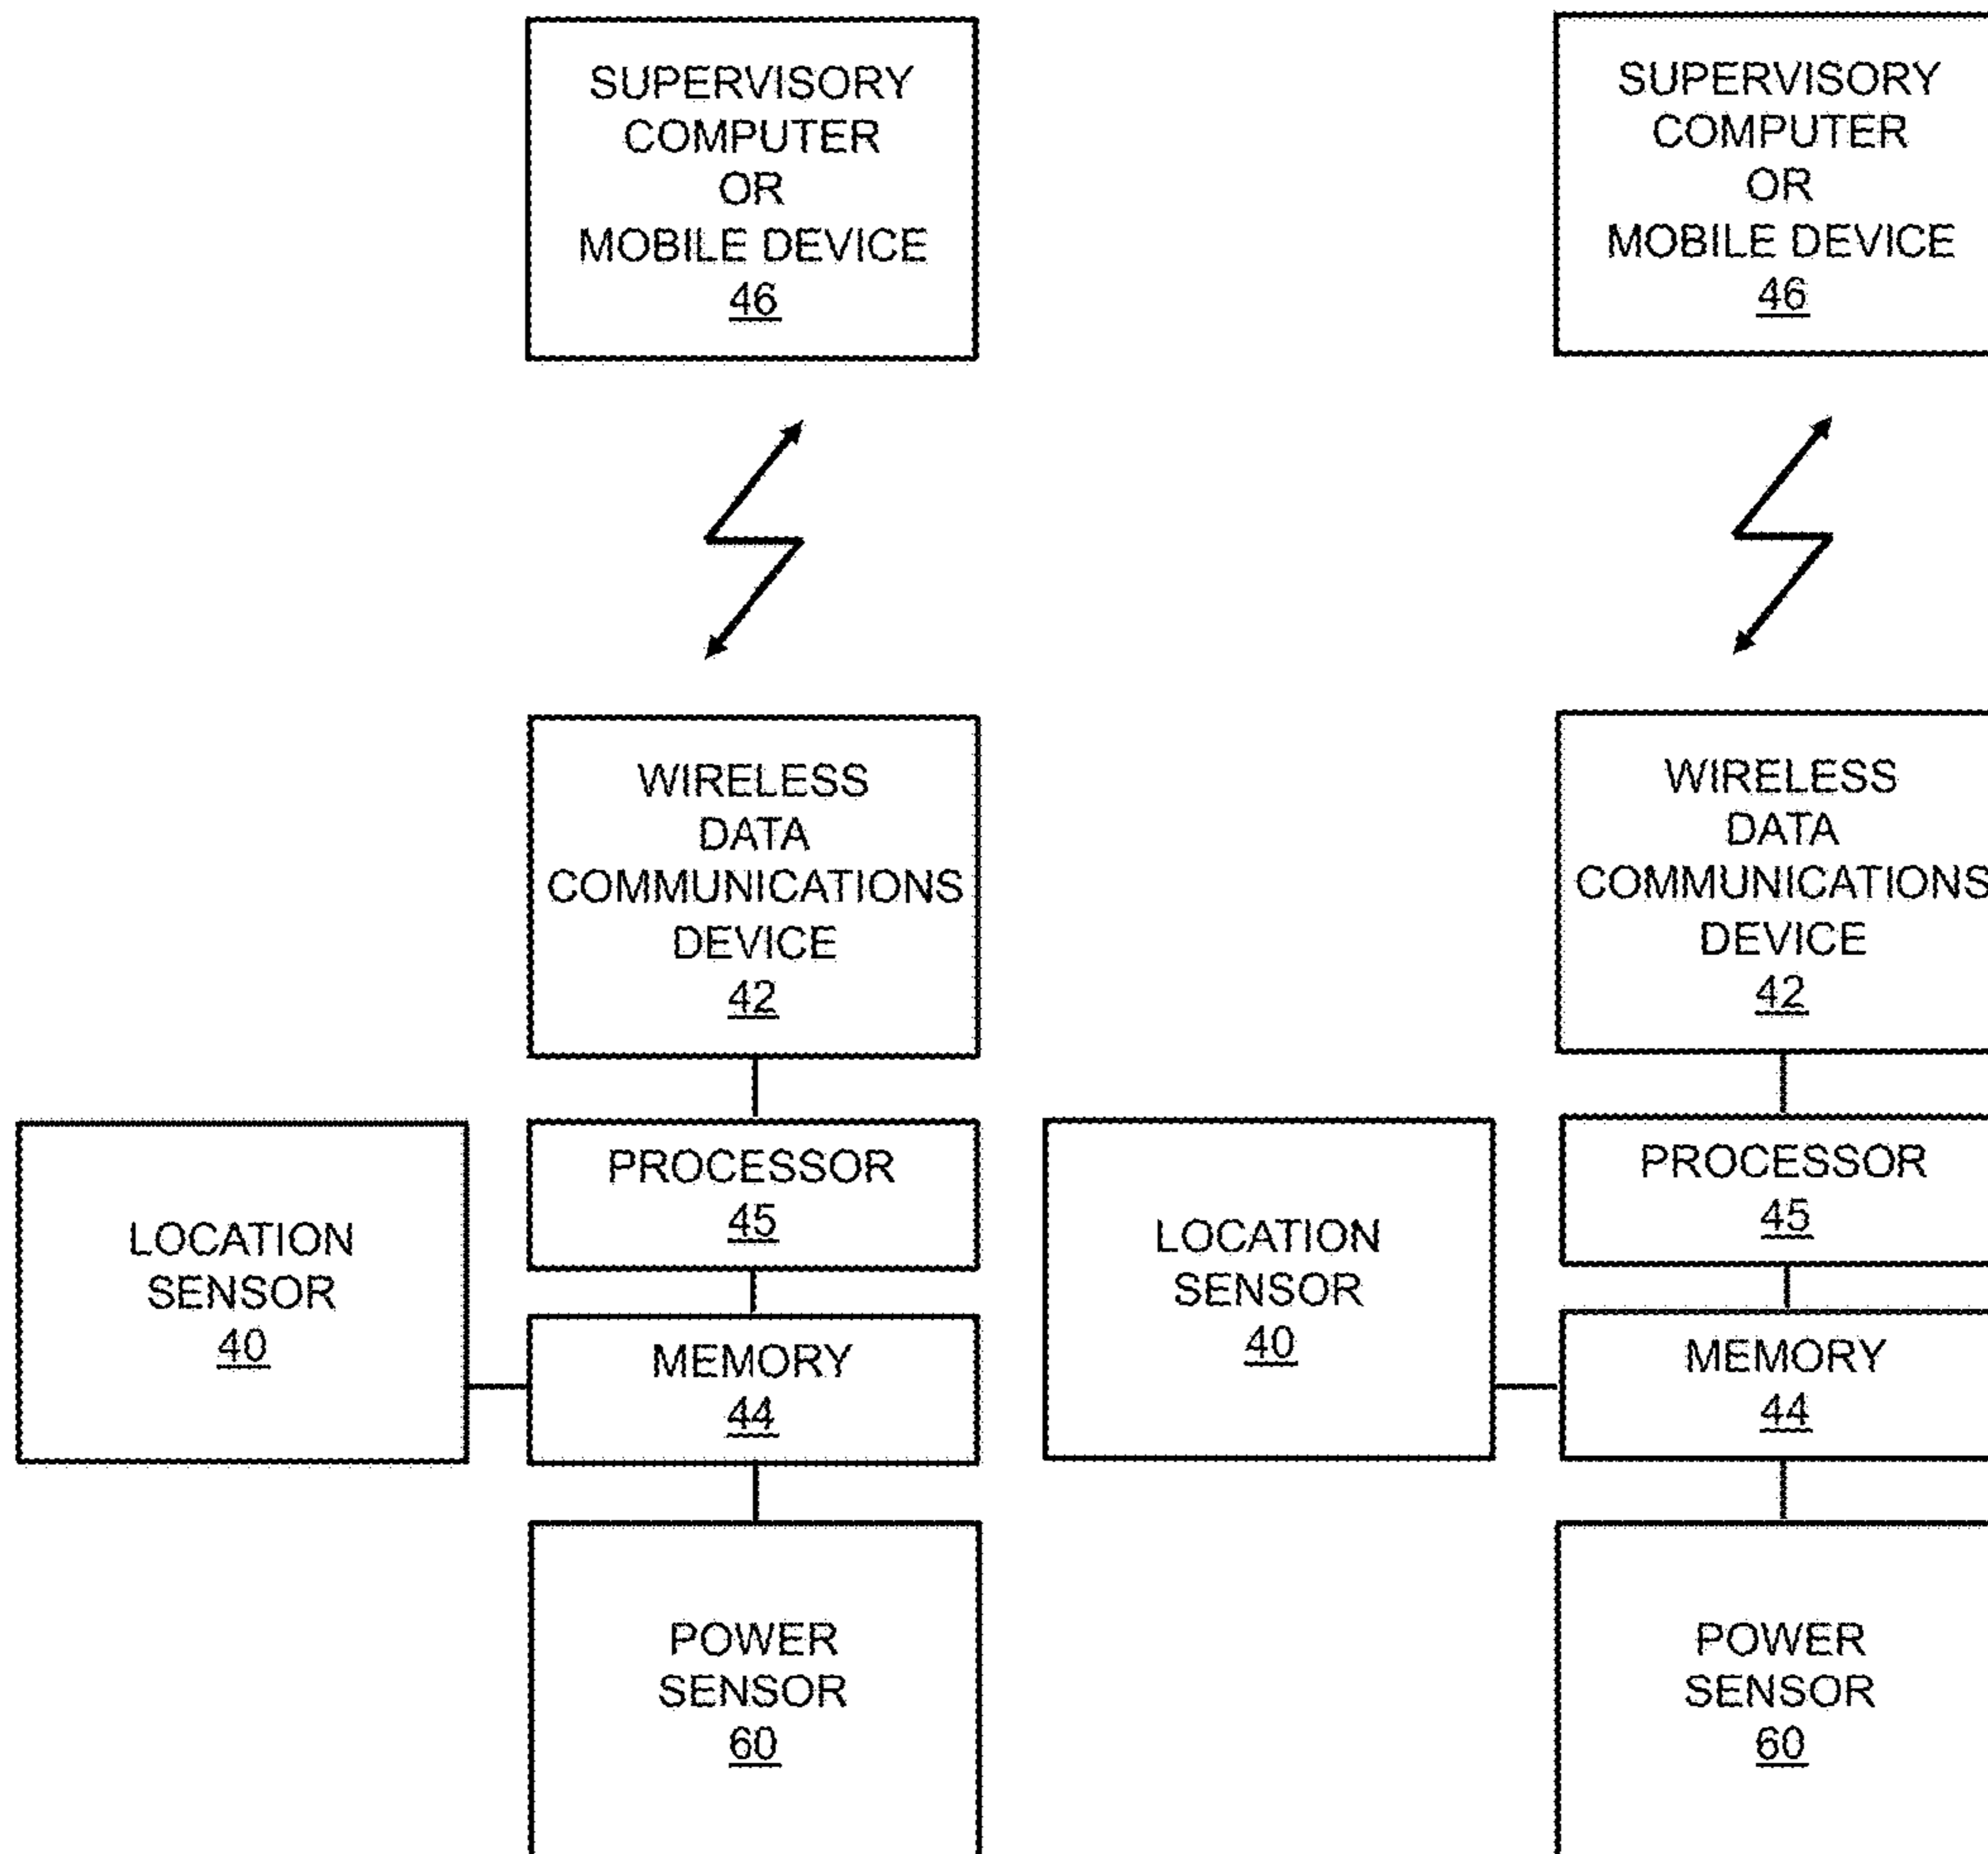 SUPERVISORY
COMPUTER
OR
MOBILE DEVICE
46
WIRELESS
DATA
COMMUNICATIONS
DEVICE
42
PROCESSOR
45
LOCATION
SENSOR
40
MEMORY
44
POWER
SENSOR
60
SUPERVISORY
COMPUTER
OR
MOBILE DEVICE
46
WIRELESS
DATA
COMMUNICATIONS
DEVICE
42
PROCESSOR
45
LOCATION
SENSOR
40
MEMORY
44
POWER
SENSOR
60